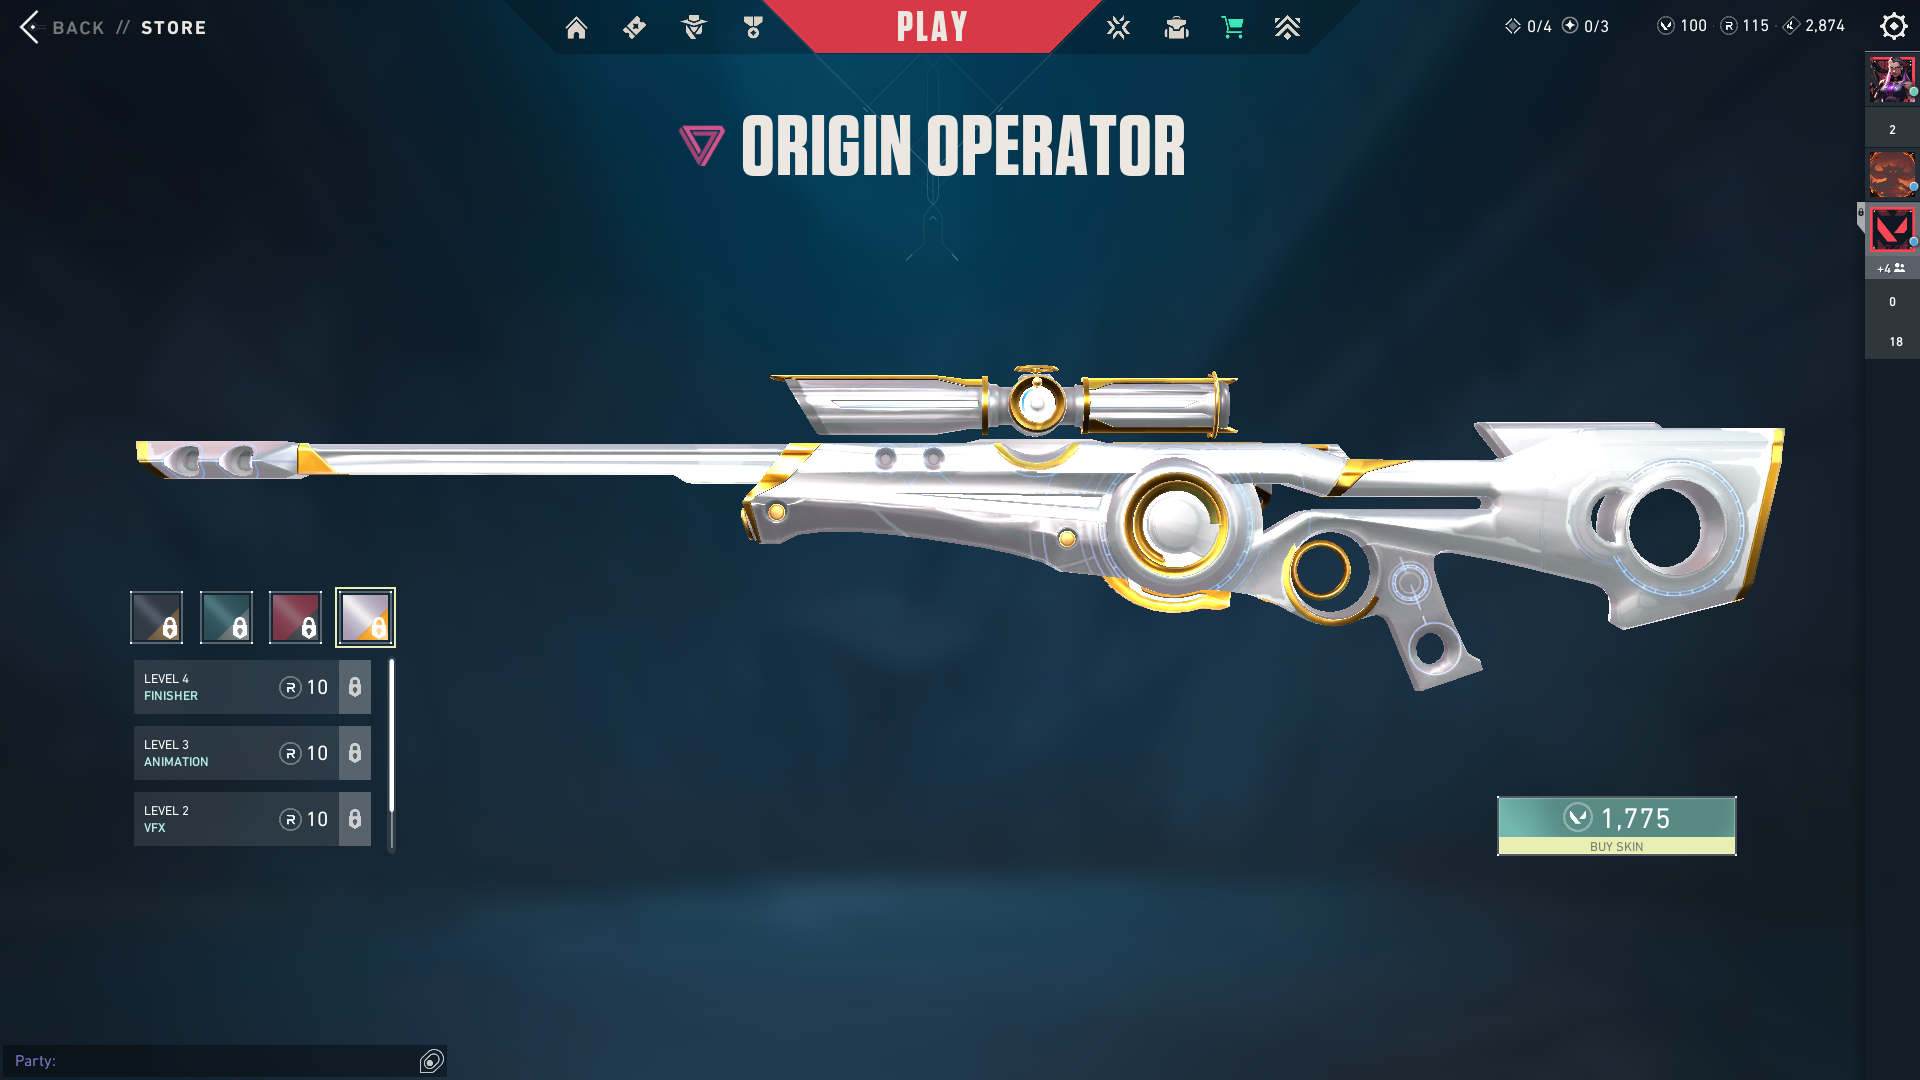 BACK // STORE
PLAY
0/4 0/3 100 115 2,874
ORIGIN OPERATOR
2
+4
0
18
LEVEL 4
FINISHER
R 10
LEVEL 3
ANIMATION
R 10
LEVEL 2
VFX
R 10
1,775
BUY SKIN
Party: